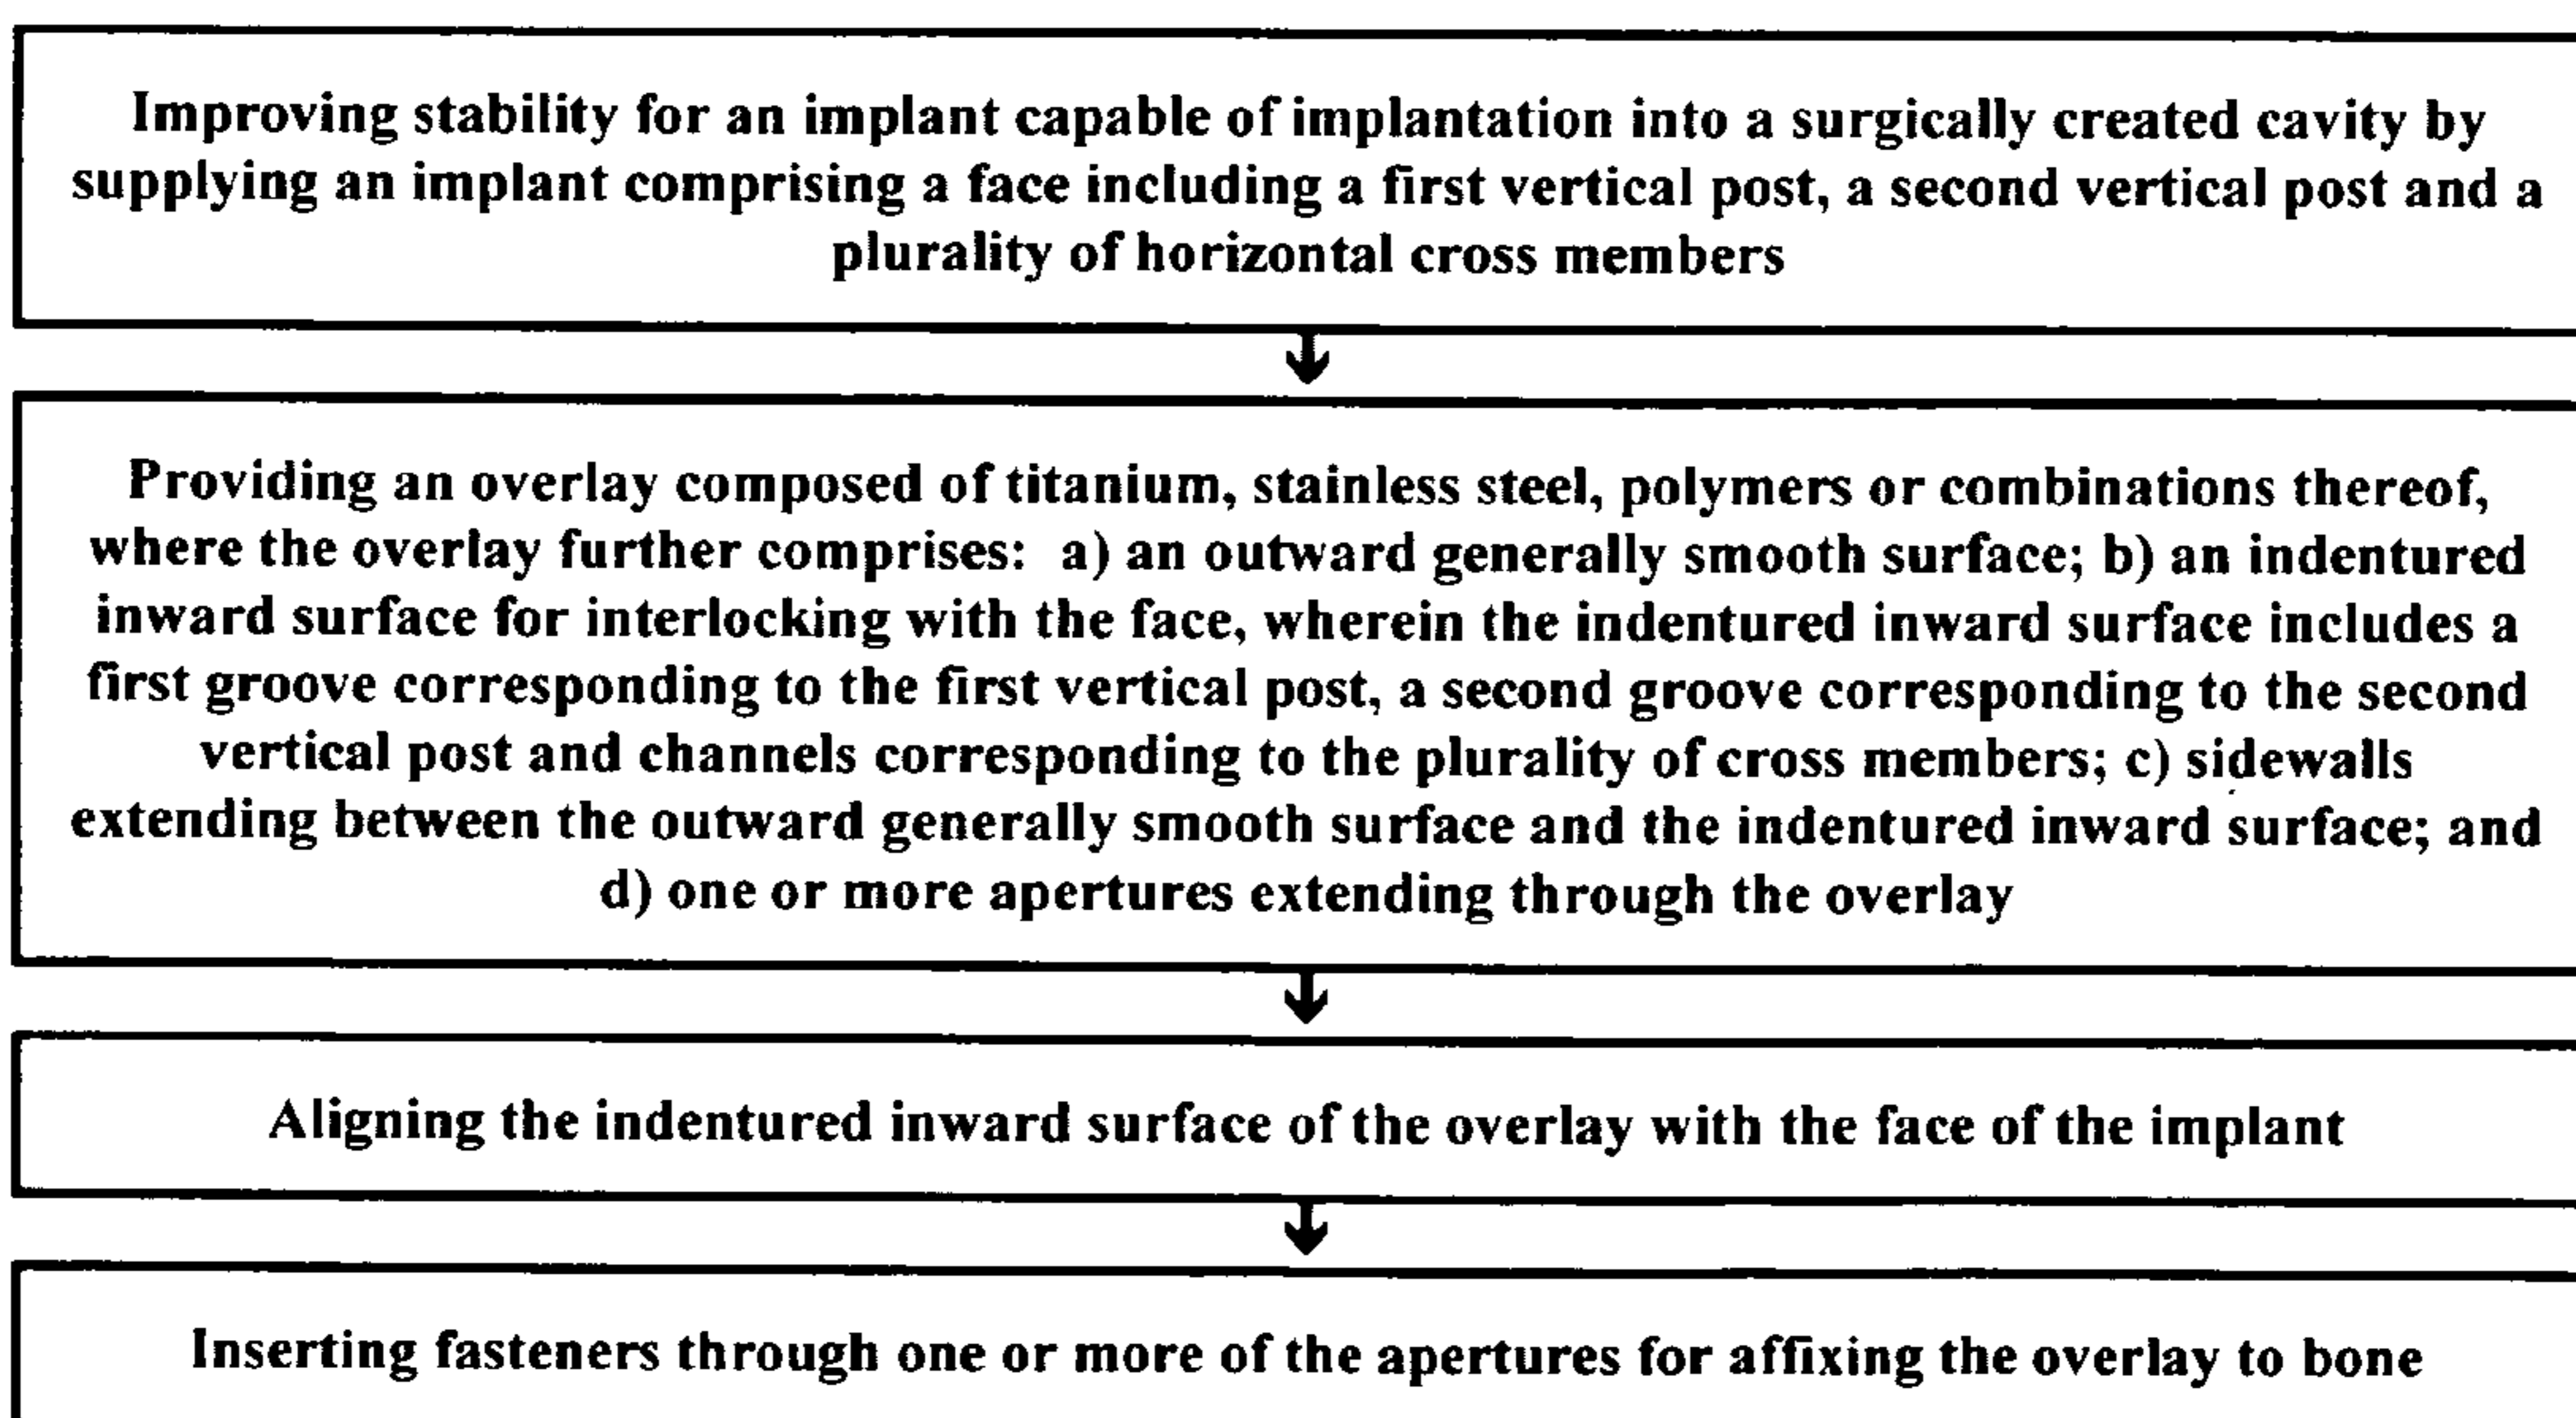 Improving stability for an implant capable of implantation into a surgically created cavity by
supplying an implant comprising a face including a first vertical post, a second vertical post and a
plurality of horizontal cross members
Providing an overlay composed of titanium, stainless steel, polymers or combinations thereof,
where the overlay further comprises: a) an outward generally smooth surface; b) an indentured
inward surface for interlocking with the face, wherein the indentured inward surface includes a
first groove corresponding to the first vertical post, a second groove corresponding to the second
vertical post and channels corresponding to the plurality of cross members; c) sidewalls
extending between the outward generally smooth surface and the indentured inward surface; and
d) one or more apertures extending through the overlay
Aligning the indentured inward surface of the overlay with the face of the implant
Inserting fasteners through one or more of the apertures for affixing the overlay to bone